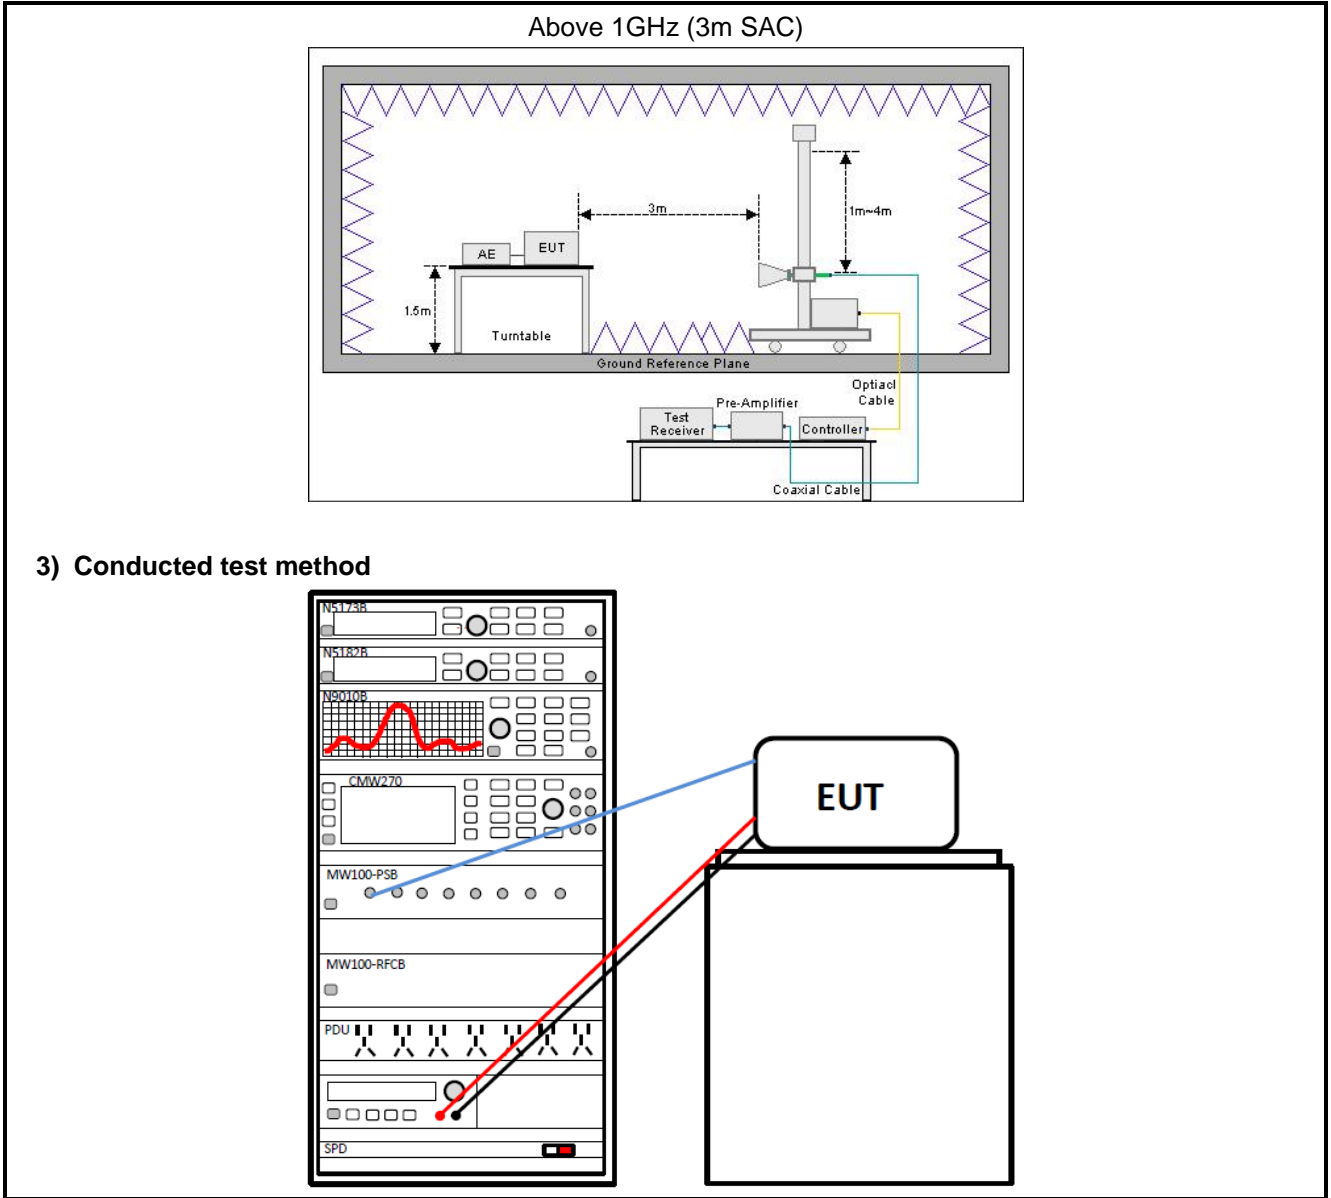 Above 1GHz (3m SAC)
3m
1m~4m
AE
EUT
1.5m
Turntable
Ground Reference Plane
Optiacl
Cable
Pre-Amplifier
Test
Receiver
Controller
Coaxial Cable
3) Conducted test method
N5173B
N5182B
N9010B
CMW270
EUT
MW100-PSB
MW100-RFCB
PDU
SPD